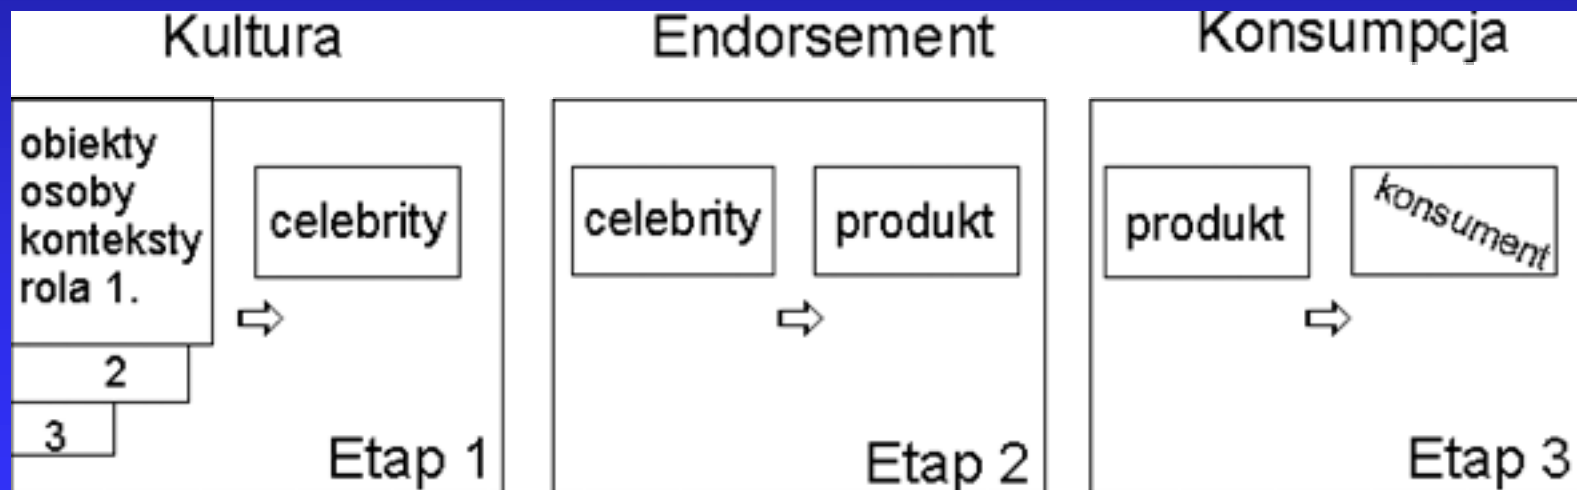 Kultura
Endorsement
Konsumpcja
obiekty
osoby
konteksty
rola 1.
2
3
celebrity
Etap 1
celebrity
produkt
Etap 2
produkt
konsument
Etap 3